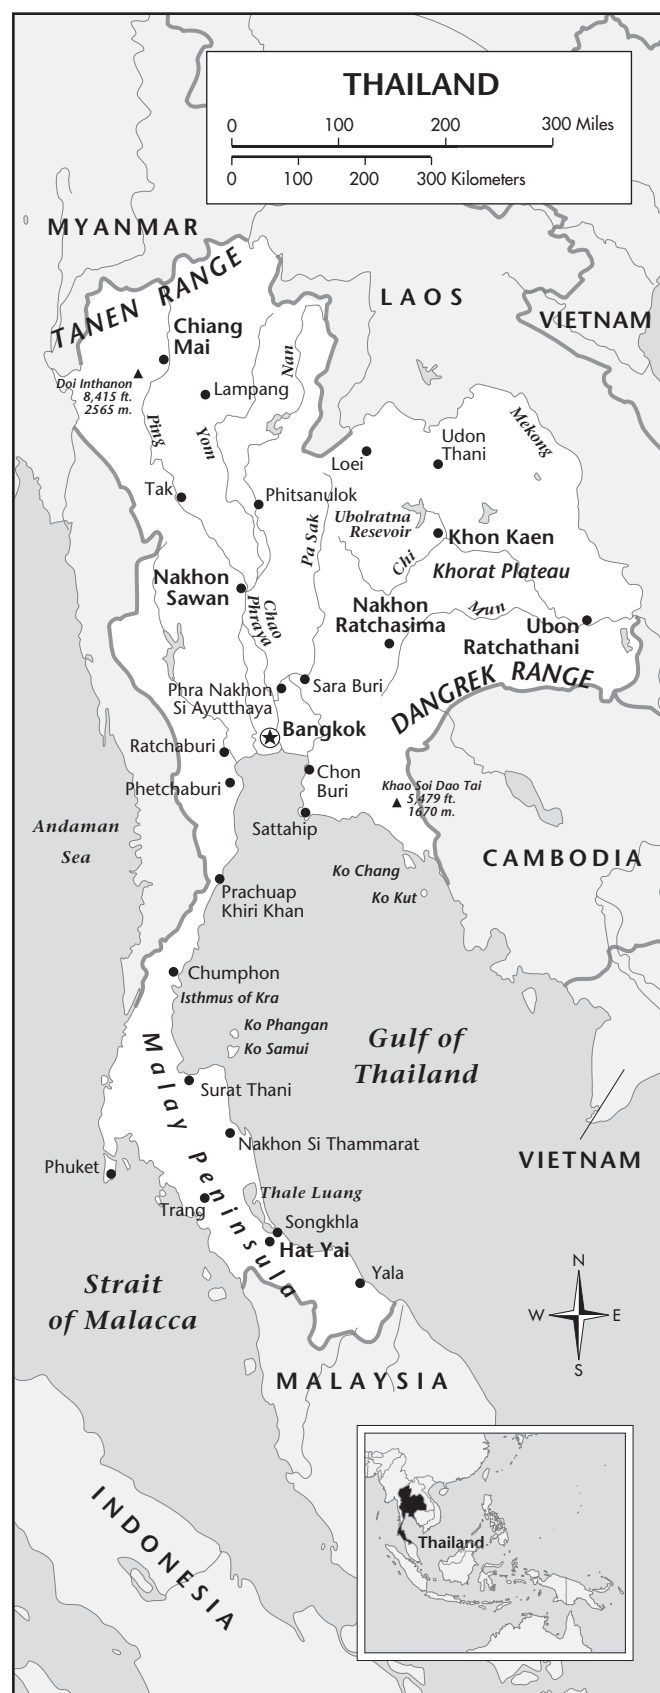 THAILAND
0 100 200 300 Miles
0 100 200 300 Kilometers
MYANMAR
TANEN RANGE
LAOS
VIETNAM
Chiang
Mai
Nan
Doi Inthanon
8,415 ft.
2565 m.
Lampang
Ping
Yom
Mekong
Udon
Thani
Loei
Tak
Phitsanulok
Pa Sak
Ubolratna
Resevoir
Khon Kaen
Chi
Khorat Plateau
Nakhon
Sawan
Chao
Phraya
Nakhon
Ratchasima
Mun
Ubon
Ratchathani
Phra Nakhon
Si Ayutthaya
Sara Buri
DANGREK RANGE
Bangkok
Ratchaburi
Phetchaburi
Chon
Buri
Khao Soi Dao Tai
5,479 ft.
1670 m.
Sattahip
Andaman
Sea
CAMBODIA
Ko Chang
Ko Kut
Prachuap
Khiri Khan
Chumphon
Isthmus of Kra
Ko Phangan
Ko Samui
Gulf of
Thailand
Malay Peninsula
Surat Thani
Nakhon Si Thammarat
VIETNAM
Phuket
Trang
Thale Luang
Songkhla
Hat Yai
Yala
Strait
of Malacca
N
W E
S
MALAYSIA
INDONESIA
Thailand